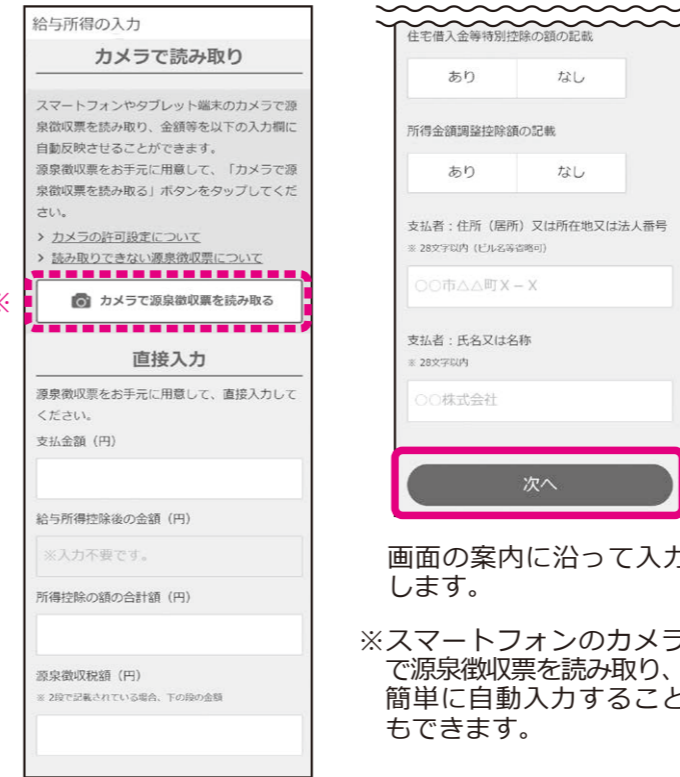 給与所得の入力
カメラで読み取り
スマートフォンやタブレット端末のカメラで源
泉徴収票を読み取り、金額等を以下の入力欄に
自動反映させることができます。
源泉徴収票をお手元に用意して、「カメラで源
泉徴収票を読み取る」ボタンをタップしてくだ
さい。
> カメラの許可設定について
> 読み取りできない源泉徴収票について
※
カメラで源泉徴収票を読み取る
直接入力
源泉徴収票をお手元に用意して、直接入力して
ください。
支払金額（円）
給与所得控除後の金額（円）
※入力不要です。
所得控除の額の合計額（円）
源泉徴収税額（円）
※ 2段で記載されている場合、下の段の金額
住宅借入金等特別控除の額の記載
あり なし
所得金額調整控除額の記載
あり なし
支払者：住所（居所）又は所在地又は法人番号
※ 28文字以内（ビル名等省略可）
○○市△△町X－X
支払者：氏名又は名称
※ 28文字以内
○○株式会社
次へ
画面の案内に沿って入力
します。
※スマートフォンのカメラ
で源泉徴収票を読み取り、
簡単に自動入力すること
もできます。